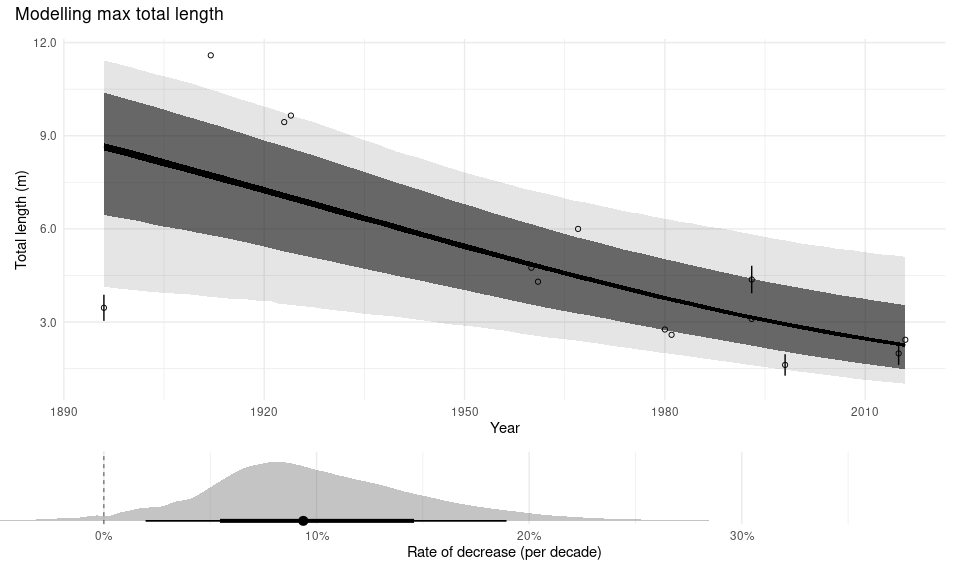 Modelling max total length
12.0
9.0
6.0
3.0
Total length (m)
1890 1920 1950 1980 2010
Year
0% 10% 20% 30%
Rate of decrease (per decade)